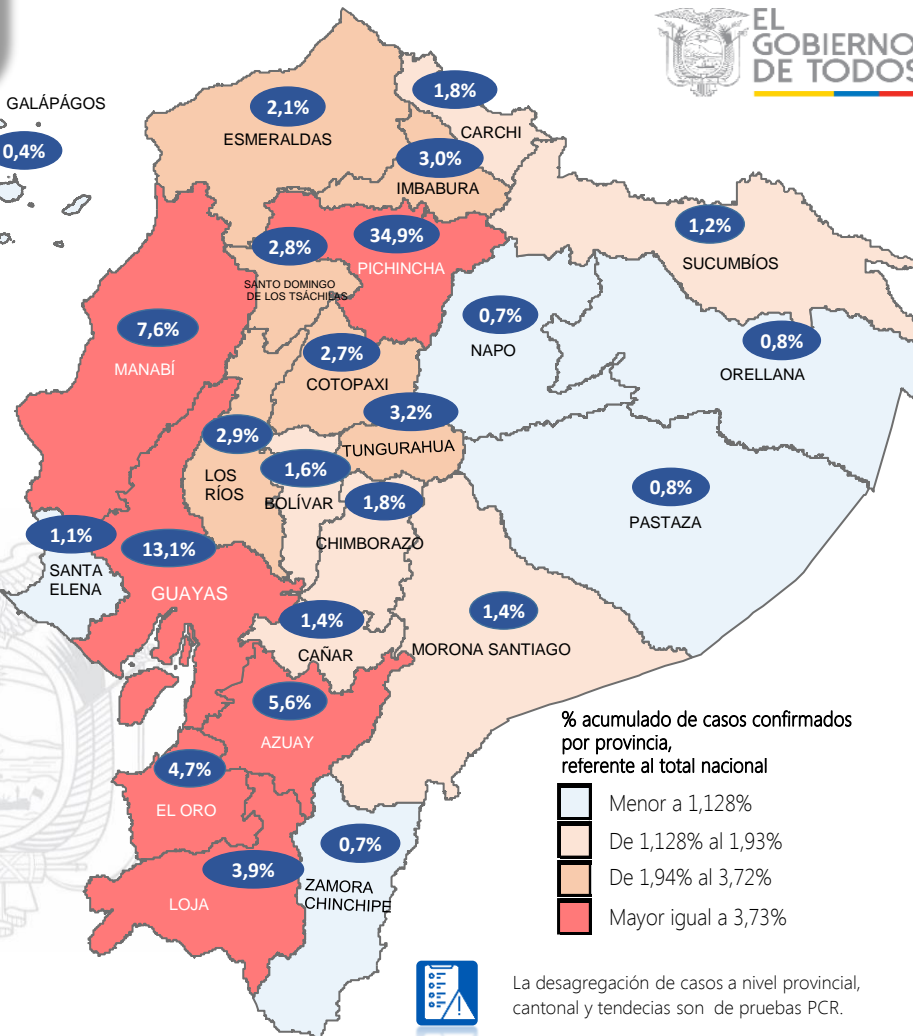 EL
GOBIERNO
DE TODOS
GALÁPÁGOS
0,4%
2,1%
ESMERALDAS
1,8%
CARCHI
3,0%
IMBABURA
1,2%
SUCUMBÍOS
2,8%
SANTO DOMINGO
DE LOS TSÁCHILAS
34,9%
PICHINCHA
7,6%
MANABÍ
0,7%
NAPO
0,8%
ORELLANA
2,7%
COTOPAXI
3,2%
TUNGURAHUA
2,9%
LOS
RÍOS
1,6%
BOLÍVAR
1,8%
CHIMBORAZO
0,8%
PASTAZA
1,1%
SANTA
ELENA
13,1%
GUAYAS
1,4%
CAÑAR
1,4%
MORONA SANTIAGO
5,6%
AZUAY
4,7%
EL ORO
3,9%
LOJA
0,7%
ZAMORA
CHINCHIPE
% acumulado de casos confirmados
por provincia,
referente al total nacional
Menor a 1,128%
De 1,128% al 1,93%
De 1,94% al 3,72%
Mayor igual a 3,73%
La desagregación de casos a nivel provincial,
cantonal y tendecias son de pruebas PCR.